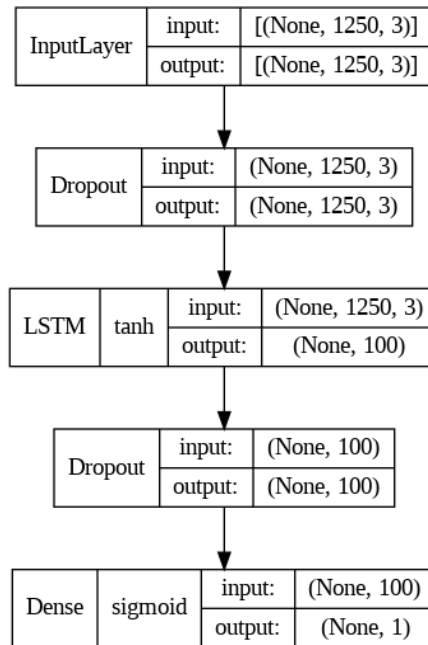 InputLayer input: [(None, 1250, 3)]
output: [(None, 1250, 3)]
Dropout input: (None, 1250, 3)
output: (None, 1250, 3)
LSTM tanh input: (None, 1250, 3)
output: (None, 100)
Dropout input: (None, 100)
output: (None, 100)
Dense sigmoid input: (None, 100)
output: (None, 1)